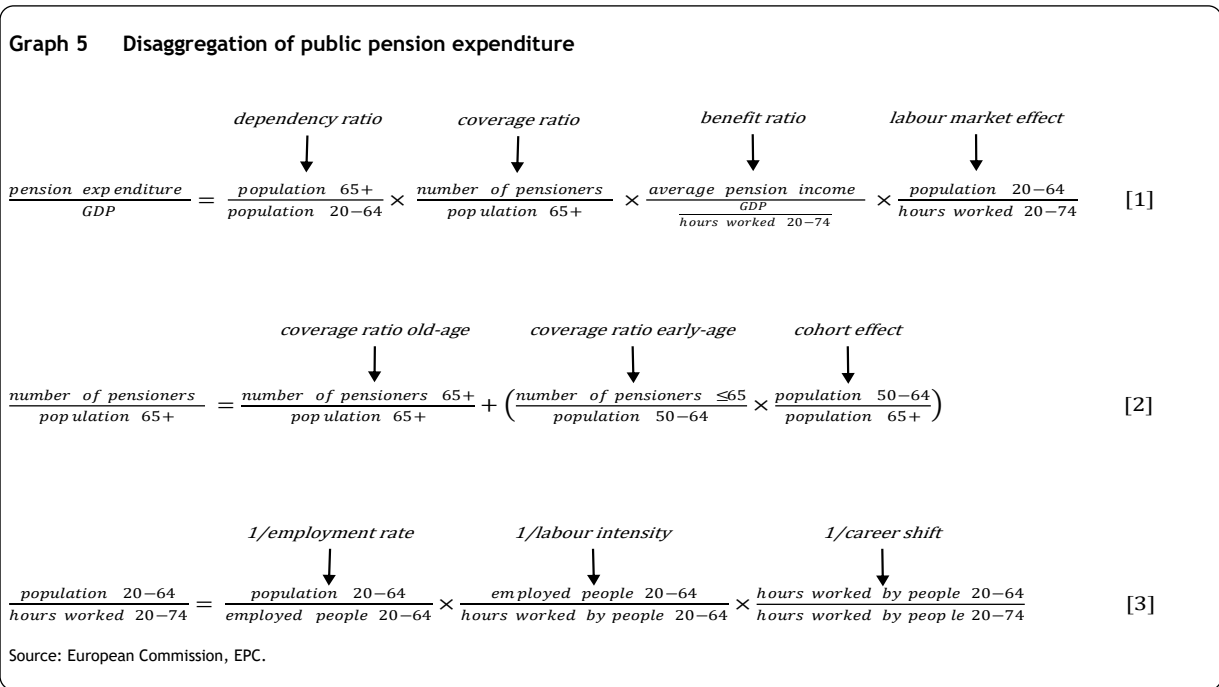 Graph 5 Disaggregation of public pension expenditure
dependency ratio coverage ratio benefit ratio labour market effect
pension expenditure / GDP = population 65+ / population 20−64 × number of pensioners / population 65+ × average pension income / (GDP / hours worked 20−74) × population 20−64 / hours worked 20−74 [1]
coverage ratio old-age coverage ratio early-age cohort effect
number of pensioners / population 65+ = number of pensioners 65+ / population 65+ + (number of pensioners ≤65 / population 50−64 × population 50−64 / population 65+) [2]
1/employment rate 1/labour intensity 1/career shift
population 20−64 / hours worked 20−74 = population 20−64 / employed people 20−64 × employed people 20−64 / hours worked by people 20−64 × hours worked by people 20−64 / hours worked by people 20−74 [3]
Source: European Commission, EPC.